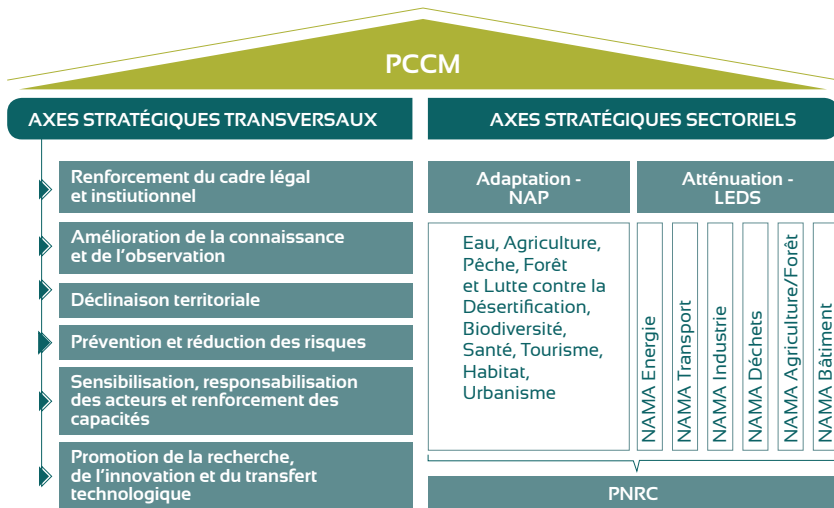 PCCM
AXES STRATÉGIQUES TRANSVERSAUX
Renforcement du cadre légal
et instiutionnel
Amélioration de la connaissance
et de l'observation
Déclinaison territoriale
Prévention et réduction des risques
Sensibilisation, responsabilisation
des acteurs et renforcement des
capacités
Promotion de la recherche,
de l'innovation et du transfert
technologique
AXES STRATÉGIQUES SECTORIELS
Adaptation -
NAP
Eau, Agriculture,
Pêche, Forêt
et Lutte contre la
Désertification,
Biodiversité,
Santé, Tourisme,
Habitat,
Urbanisme
Atténuation -
LEDS
NAMA Energie
NAMA Transport
NAMA Industrie
NAMA Déchets
NAMA Agriculture/Forêt
NAMA Bâtiment
PNRC